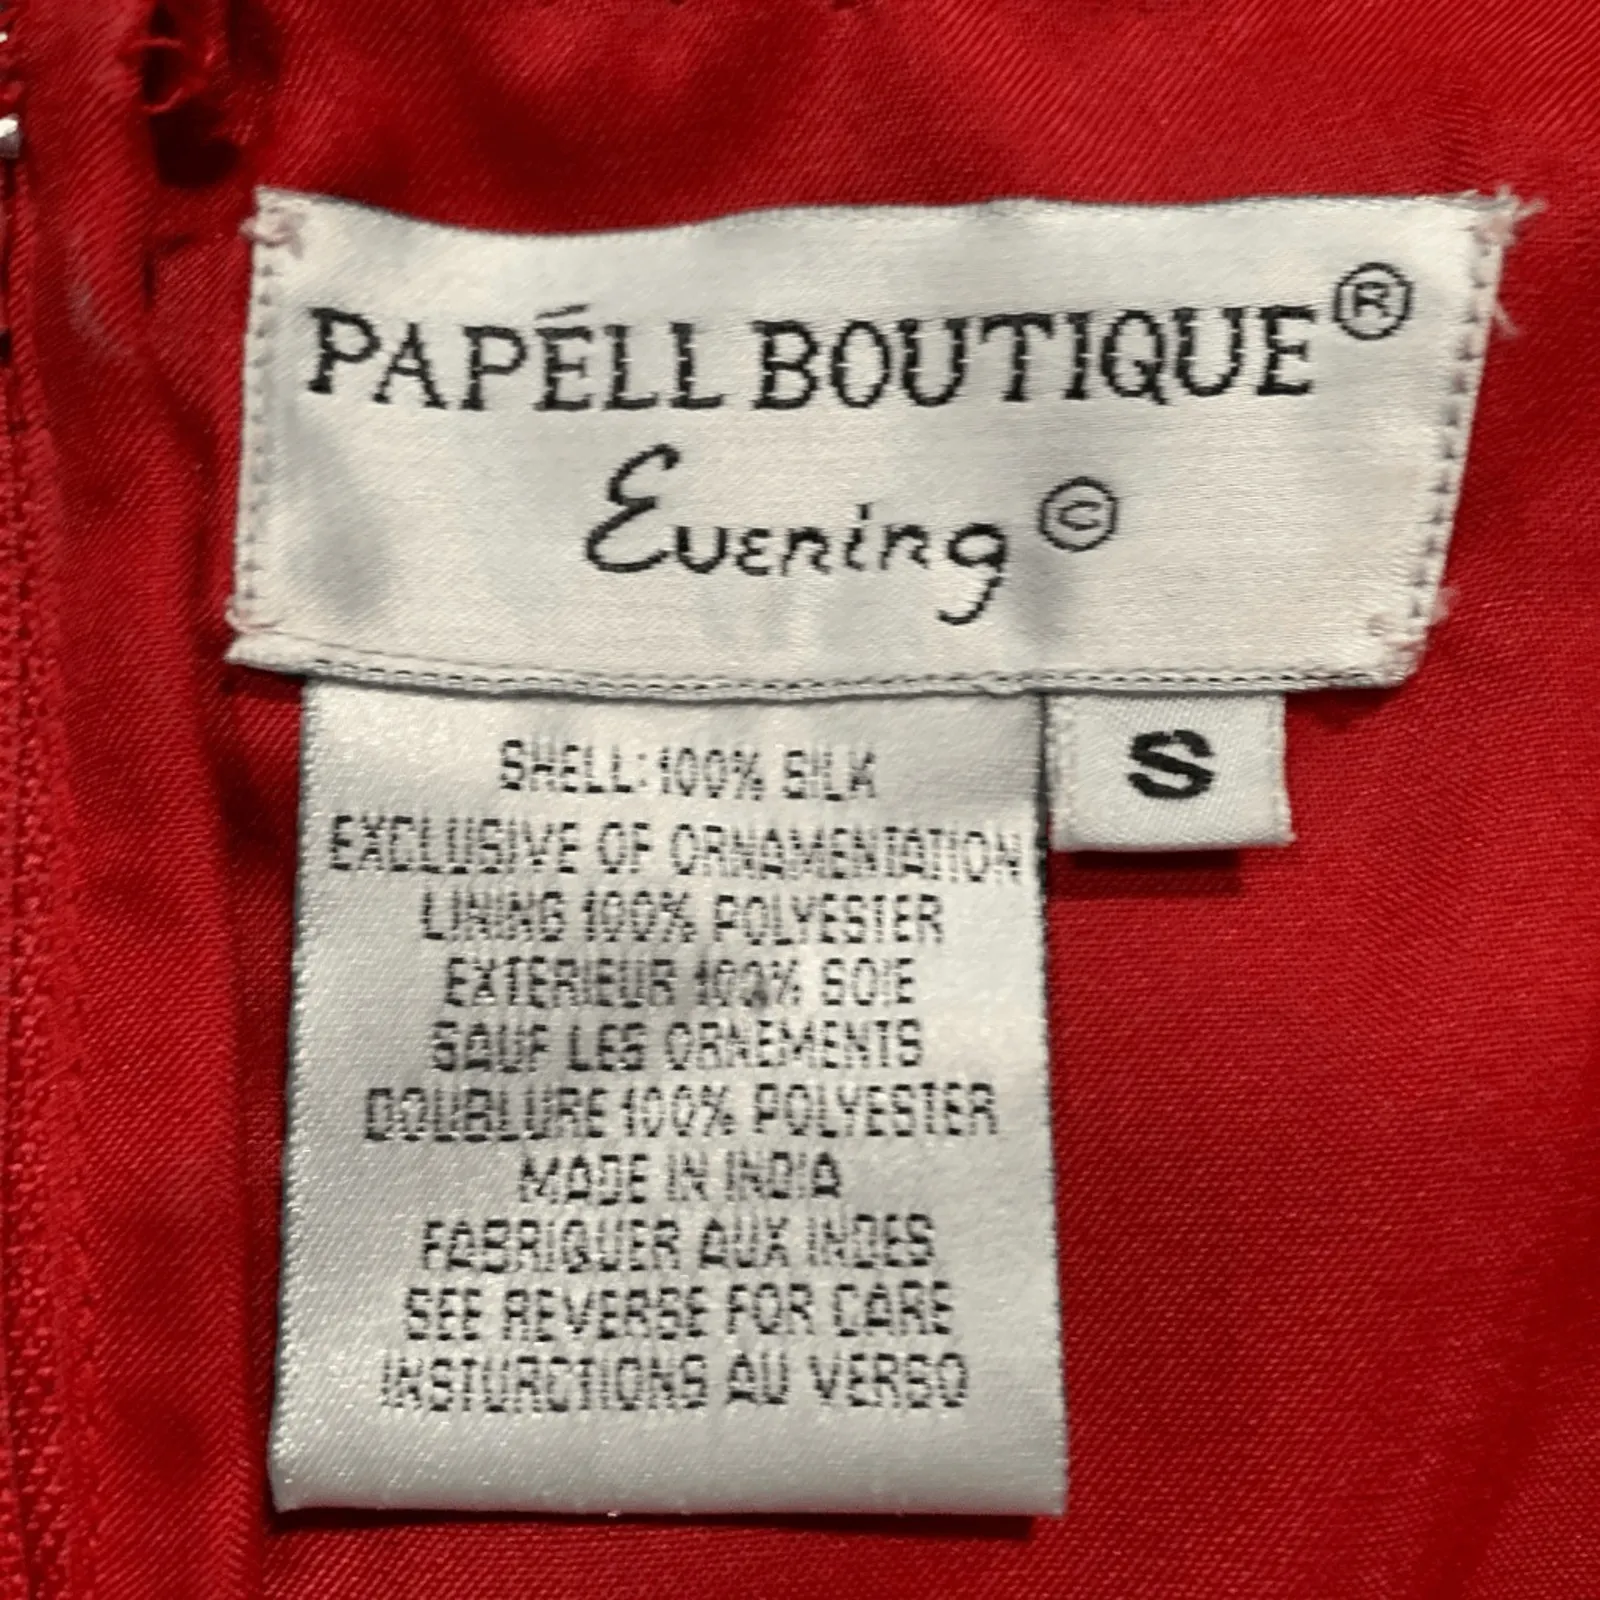 PAPÉLL BOUTIQUE®
Evening ©
S
SHELL: 100% SILK
EXCLUSIVE OF ORNAMENTATION
LINING 100% POLYESTER
EXTERIEUR 100% SOIE
SAUF LES ORNEMENTS
DOUBLURE 100% POLYESTER
MADE IN INDIA
FABRIQUER AUX INDES
SEE REVERSE FOR CARE
INSTURCTIONS AU VERSO